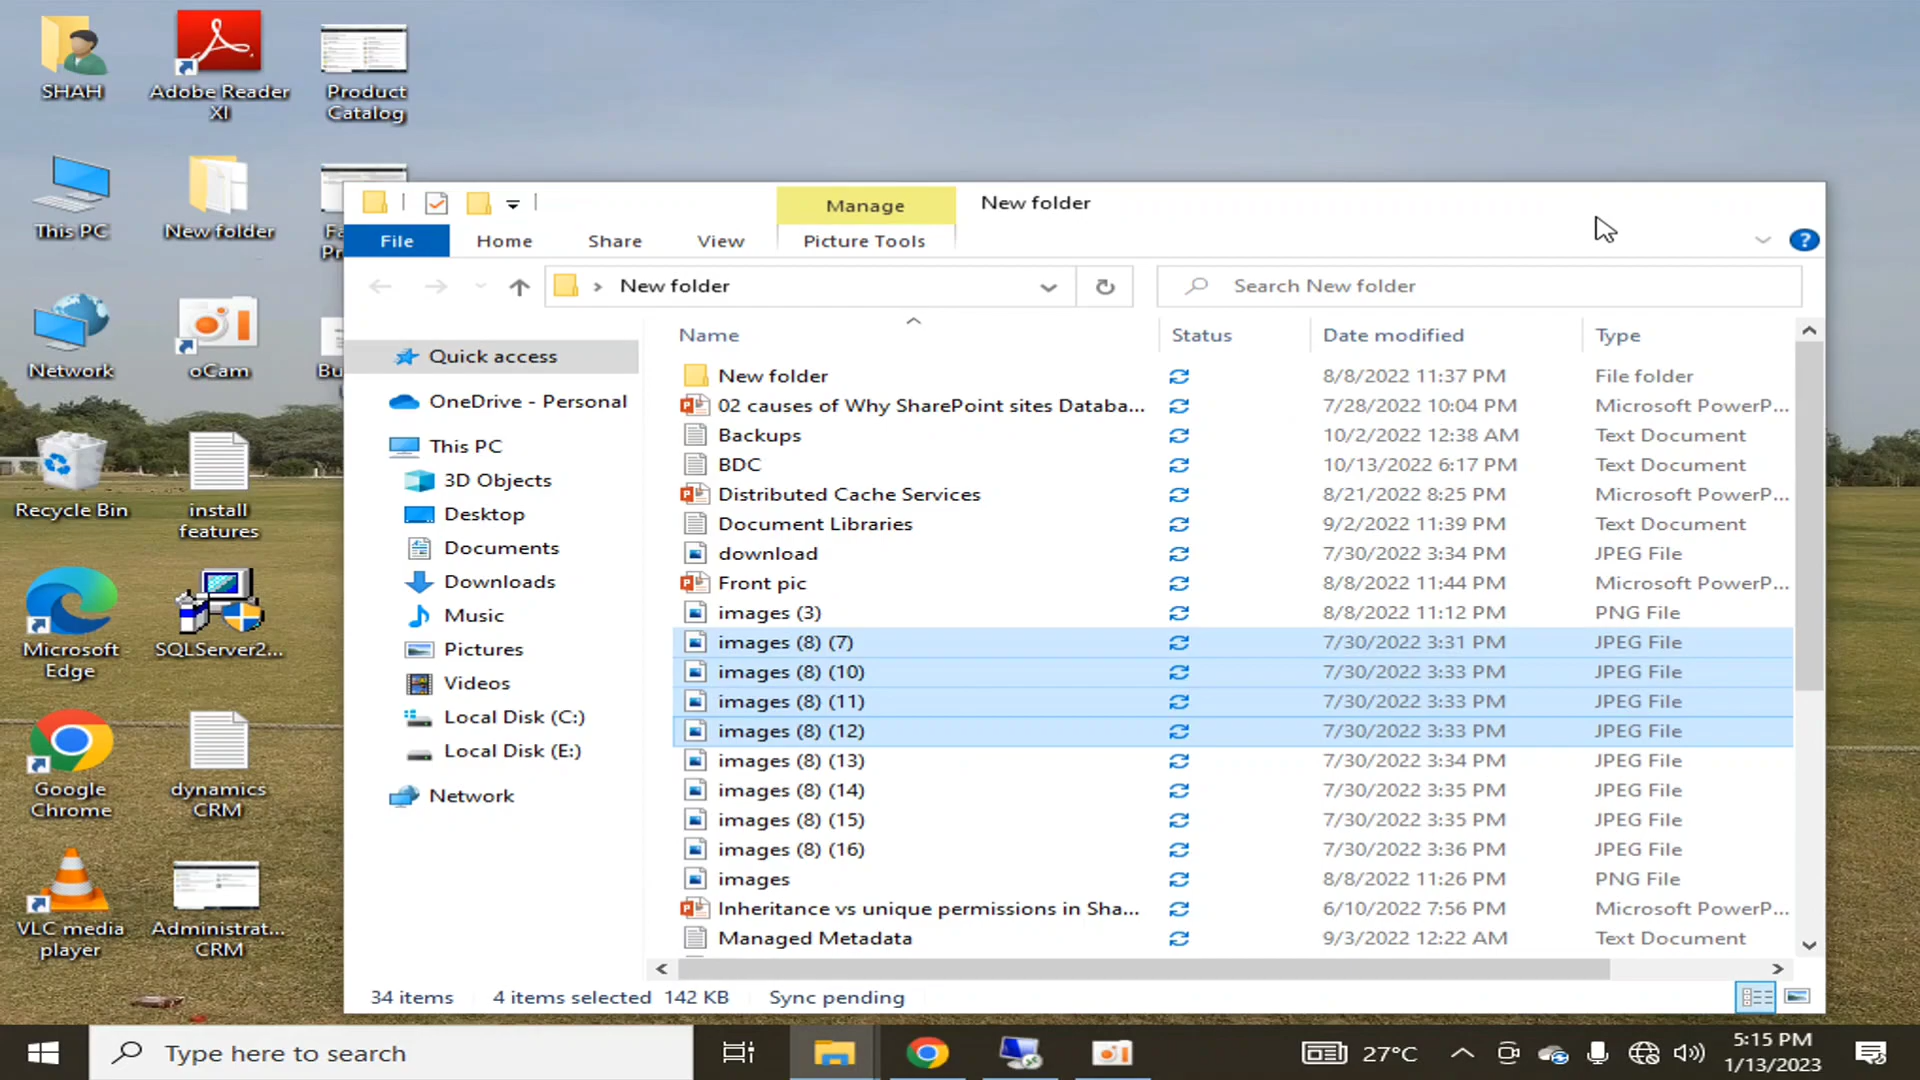 SHAH
Adobe Reader
XI
Product
Catalog
This PC
New folder
Network
oCam
Recycle Bin
install
features
Microsoft
Edge
SQLServer2...
Google
Chrome
dynamics
CRM
VLC media
player
Administrat...
CRM
Manage
New folder
File
Home
Share
View
Picture Tools
New folder
Search New folder
Quick access
OneDrive - Personal
This PC
3D Objects
Desktop
Documents
Downloads
Music
Pictures
Videos
Local Disk (C:)
Local Disk (E:)
Network
Name Status Date modified Type
New folder 8/8/2022 11:37 PM File folder
02 causes of Why SharePoint sites Databa... 7/28/2022 10:04 PM Microsoft PowerP...
Backups 10/2/2022 12:38 AM Text Document
BDC 10/13/2022 6:17 PM Text Document
Distributed Cache Services 8/21/2022 8:25 PM Microsoft PowerP...
Document Libraries 9/2/2022 11:39 PM Text Document
download 7/30/2022 3:34 PM JPEG File
Front pic 8/8/2022 11:44 PM Microsoft PowerP...
images (3) 8/8/2022 11:12 PM PNG File
images (8) (7) 7/30/2022 3:31 PM JPEG File
images (8) (10) 7/30/2022 3:33 PM JPEG File
images (8) (11) 7/30/2022 3:33 PM JPEG File
images (8) (12) 7/30/2022 3:33 PM JPEG File
images (8) (13) 7/30/2022 3:34 PM JPEG File
images (8) (14) 7/30/2022 3:35 PM JPEG File
images (8) (15) 7/30/2022 3:35 PM JPEG File
images (8) (16) 7/30/2022 3:36 PM JPEG File
images 8/8/2022 11:26 PM PNG File
Inheritance vs unique permissions in Sha... 6/10/2022 7:56 PM Microsoft PowerP...
Managed Metadata 9/3/2022 12:22 AM Text Document
34 items 4 items selected 142 KB Sync pending
Type here to search
27°C
5:15 PM
1/13/2023